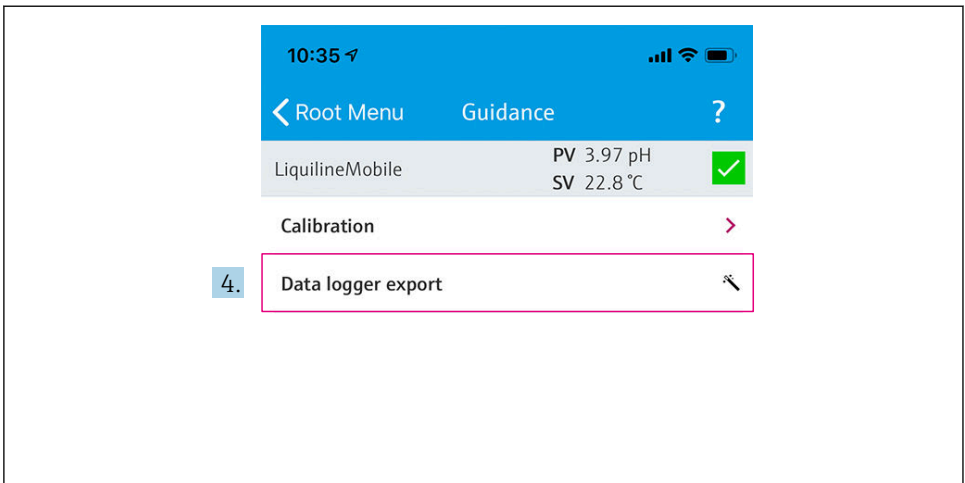 10:35
Root Menu Guidance ?
LiquilineMobile
PV 3.97 pH
SV 22.8 °C
Calibration
4. Data logger export